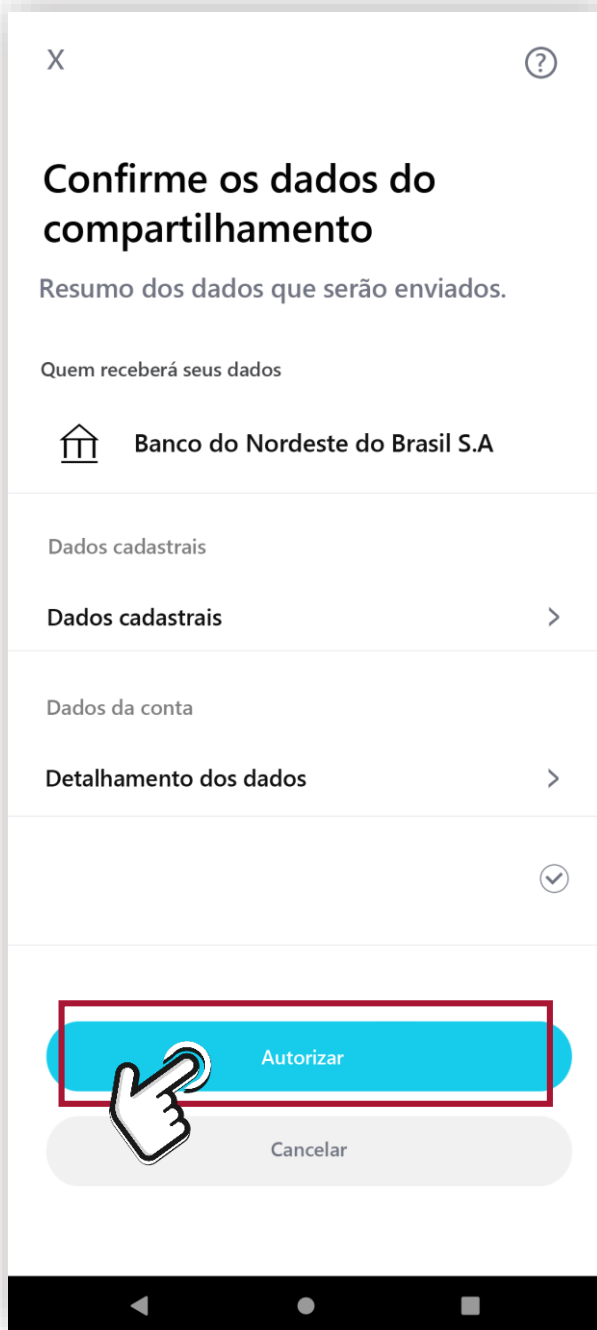 X
?
Confirme os dados do
compartilhamento
Resumo dos dados que serão enviados.
Quem receberá seus dados
Banco do Nordeste do Brasil S.A
Dados cadastrais
Dados cadastrais
Dados da conta
Detalhamento dos dados
Autorizar
Cancelar